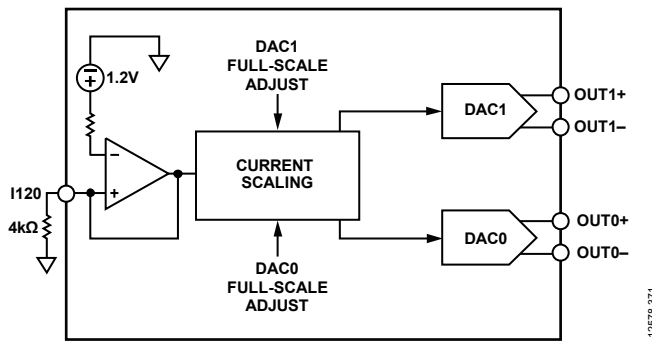 DAC1
FULL-SCALE
ADJUST
1.2V
DAC1
OUT1+
OUT1–
–
+
CURRENT
SCALING
I120
4kΩ
DAC0
OUT0+
OUT0–
DAC0
FULL-SCALE
ADJUST